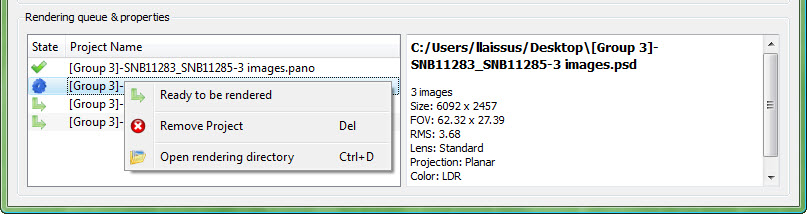 Rendering queue & properties
State Project Name
[Group 3]-SNB11283_SNB11285-3 images.pano
[Group 3]-
[Group 3]-
[Group 3]-
Ready to be rendered
Remove Project Del
Open rendering directory Ctrl+D
C:/Users/llaissus/Desktop\[Group 3]-
SNB11283_SNB11285-3 images.psd
3 images
Size: 6092 x 2457
FOV: 62.32 x 27.39
RMS: 3.68
Lens: Standard
Projection: Planar
Color: LDR